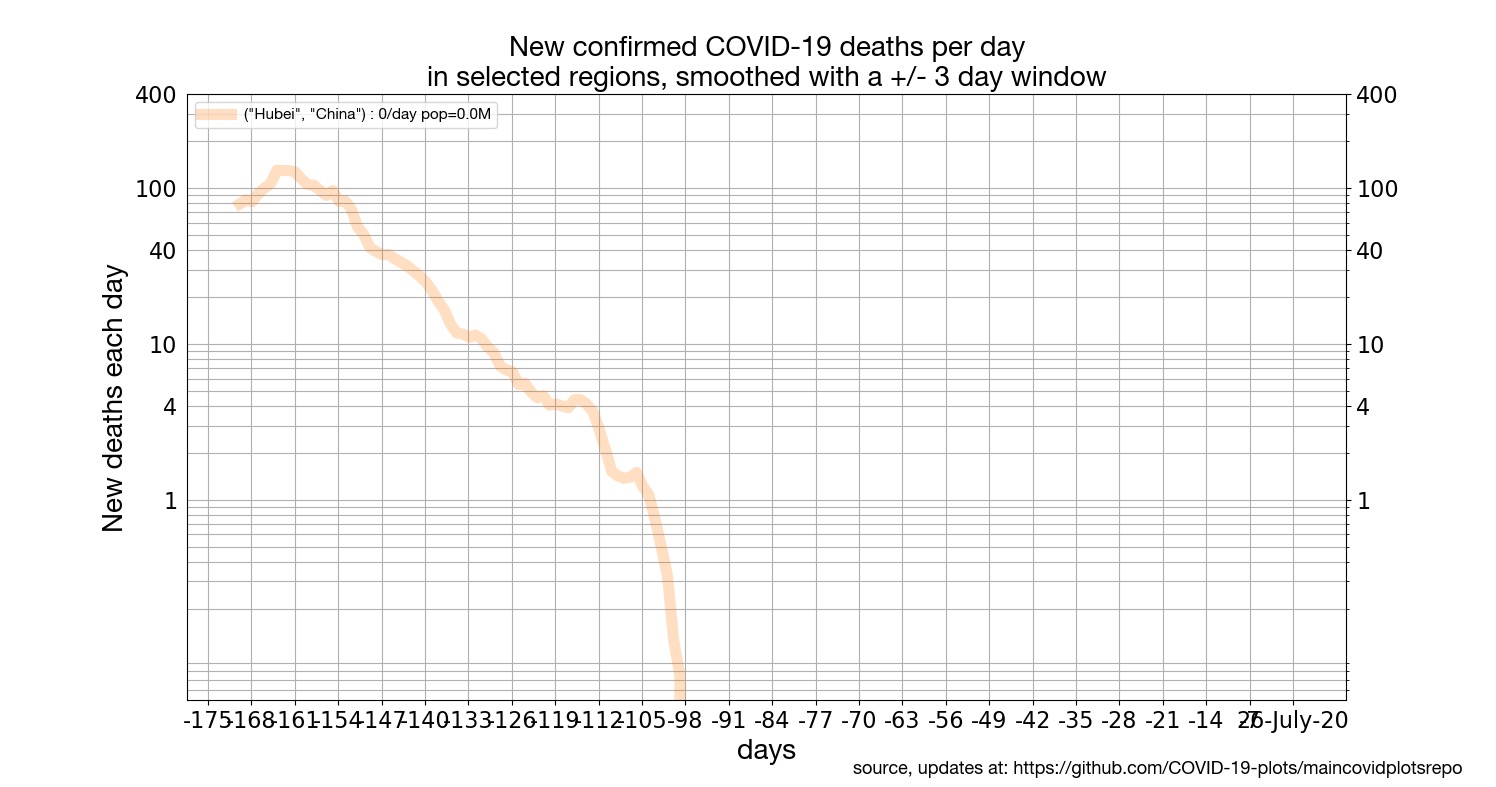 New confirmed COVID-19 deaths per day
in selected regions, smoothed with a +/- 3 day window
("Hubei", "China") : 0/day pop=0.0M
400
100
40
10
4
1
New deaths each day
400
100
40
10
4
1
-175 -168 -161 -154 -147 -140 -133 -126 -119 -112 -105 -98 -91 -84 -77 -70 -63 -56 -49 -42 -35 -28 -21 -14 -7 26-July-20
days
source, updates at: https://github.com/COVID-19-plots/maincovidplotsrepo